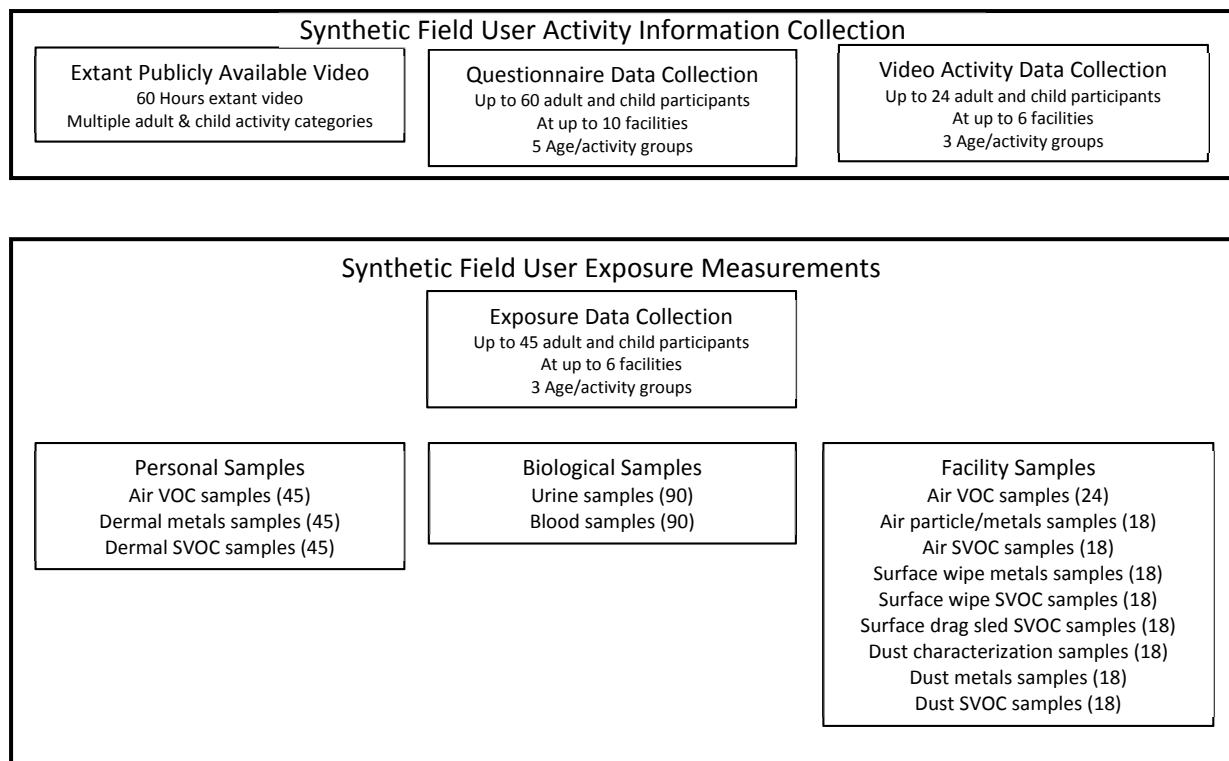 Synthetic Field User Activity Information Collection
Extant Publicly Available Video
60 Hours extant video
Multiple adult & child activity categories
Questionnaire Data Collection
Up to 60 adult and child participants
At up to 10 facilities
5 Age/activity groups
Video Activity Data Collection
Up to 24 adult and child participants
At up to 6 facilities
3 Age/activity groups
Synthetic Field User Exposure Measurements
Exposure Data Collection
Up to 45 adult and child participants
At up to 6 facilities
3 Age/activity groups
Personal Samples
Air VOC samples (45)
Dermal metals samples (45)
Dermal SVOC samples (45)
Biological Samples
Urine samples (90)
Blood samples (90)
Facility Samples
Air VOC samples (24)
Air particle/metals samples (18)
Air SVOC samples (18)
Surface wipe metals samples (18)
Surface wipe SVOC samples (18)
Surface drag sled SVOC samples (18)
Dust characterization samples (18)
Dust metals samples (18)
Dust SVOC samples (18)